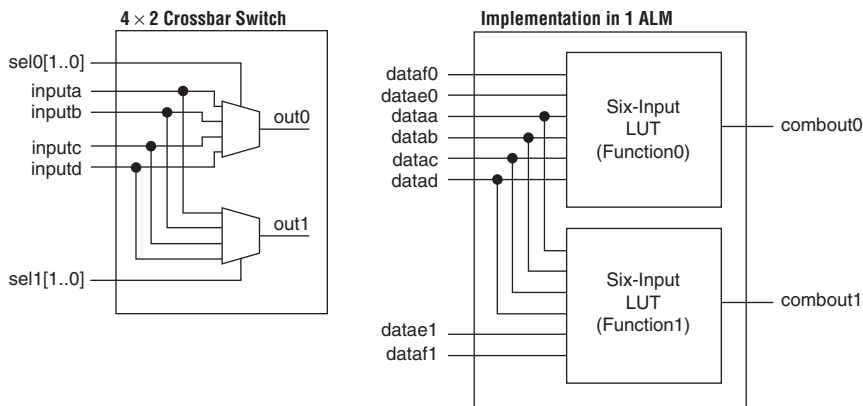 4 × 2 Crossbar Switch
sel0[1..0]
inputa
inputb
inputc
inputd
out0
out1
sel1[1..0]
Implementation in 1 ALM
dataf0
datae0
dataa
datab
datac
datad
Six-Input
LUT
(Function0)
combout0
Six-Input
LUT
(Function1)
combout1
datae1
dataf1